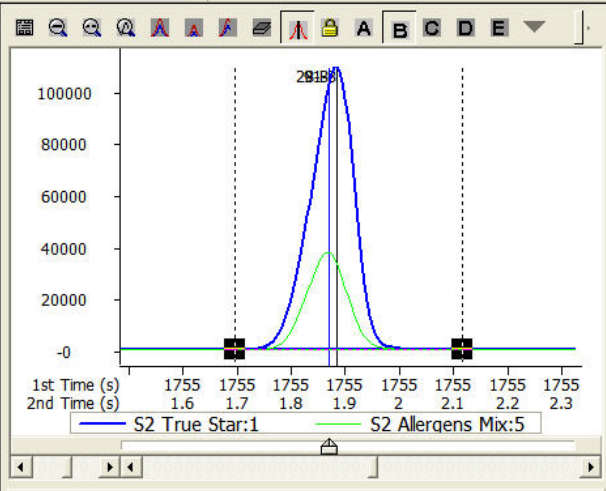 A B C D E
100000
80000
60000
40000
20000
-0
1st Time (s) 1755 1755 1755 1755 1755 1755 1755 1755
2nd Time (s) 1.6 1.7 1.8 1.9 2 2.1 2.2 2.3
S2 True Star:1 S2 Allergens Mix:5